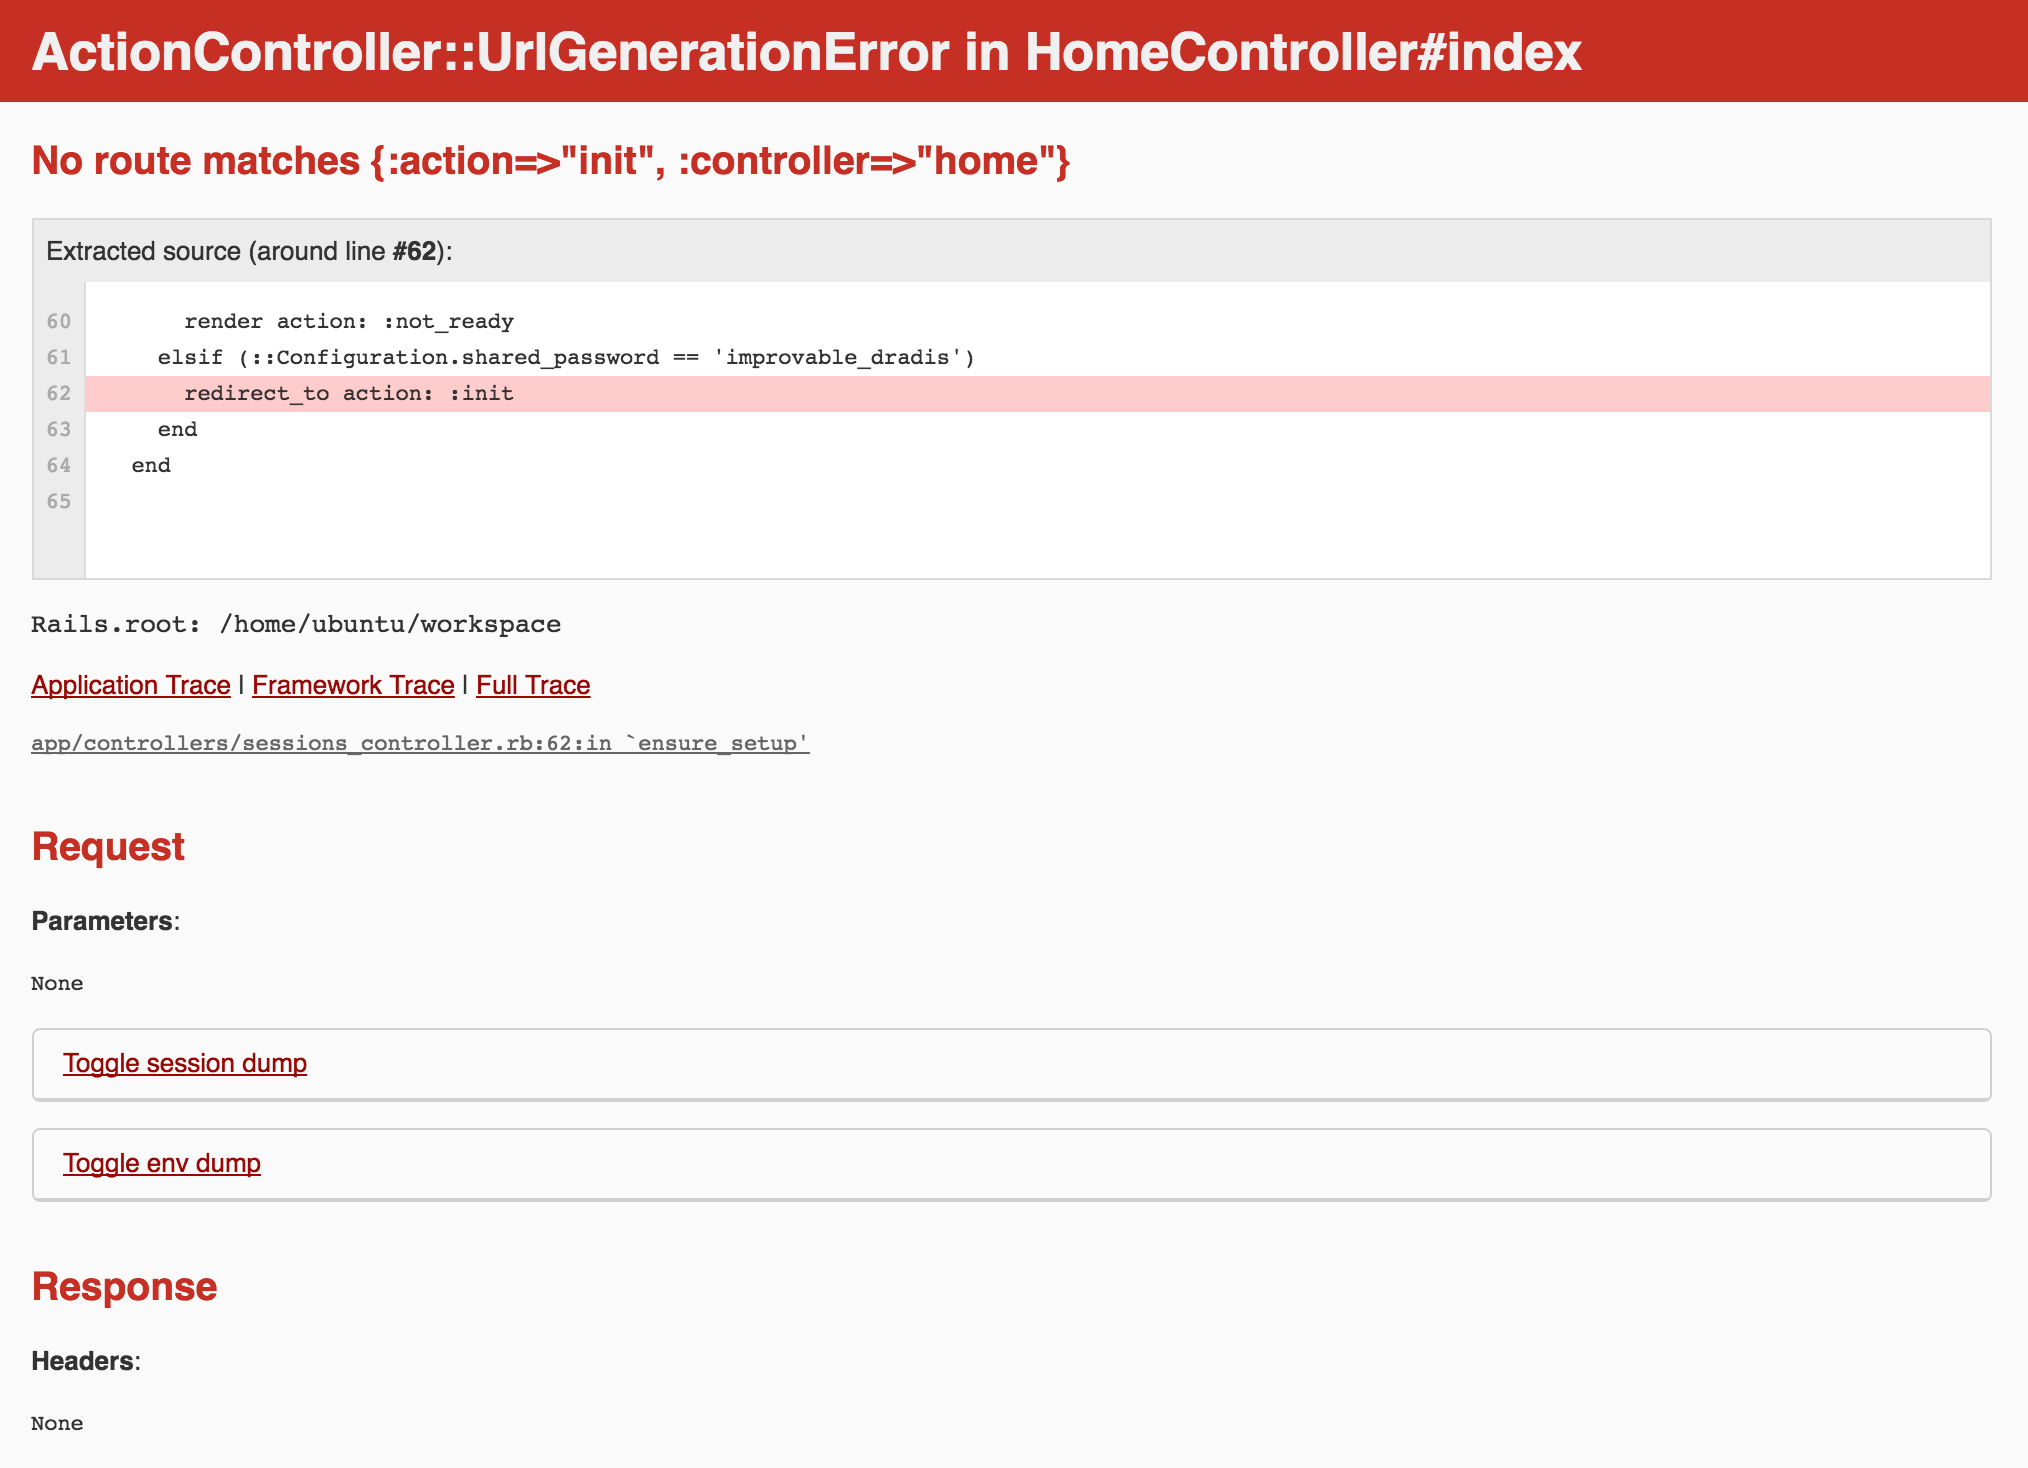 ActionController::UrlGenerationError in HomeController#index
No route matches {:action=>"init", :controller=>"home"}
Extracted source (around line #62):
60 render action: :not_ready
61 elsif (::Configuration.shared_password == 'improvable_dradis')
62 redirect_to action: :init
63 end
64 end
65
Rails.root: /home/ubuntu/workspace
Application Trace | Framework Trace | Full Trace
app/controllers/sessions_controller.rb:62:in `ensure_setup'
Request
Parameters:
None
Toggle session dump
Toggle env dump
Response
Headers:
None